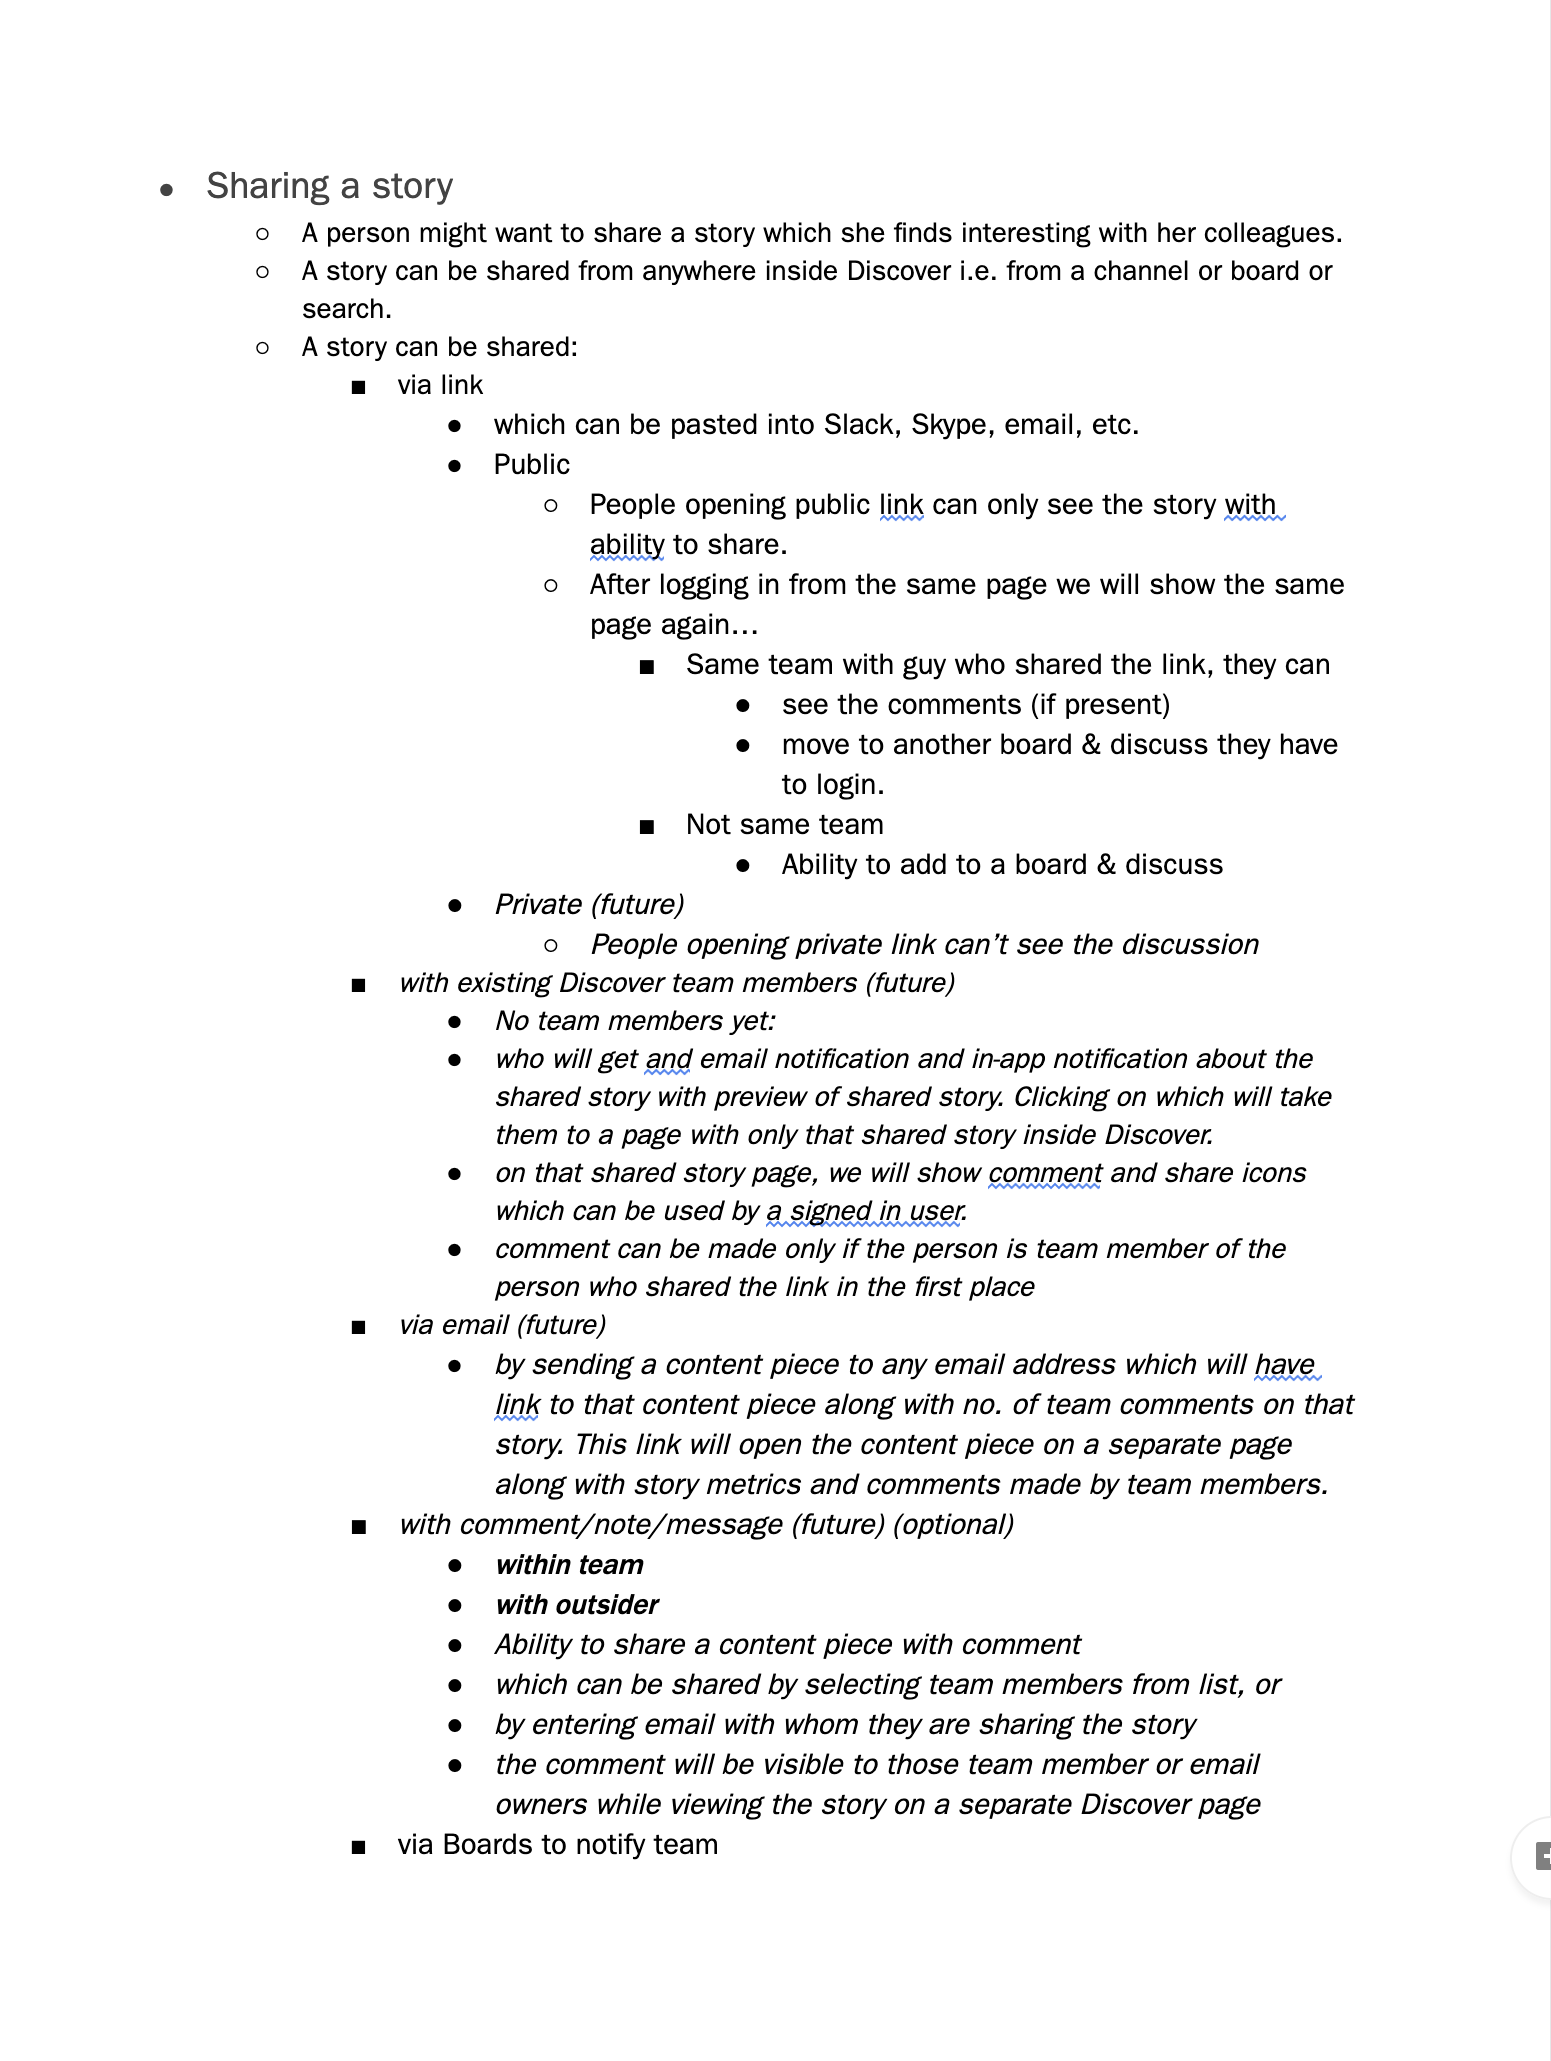 ● Sharing a story
○ A person might want to share a story which she finds interesting with her colleagues.
○ A story can be shared from anywhere inside Discover i.e. from a channel or board or
search.
○ A story can be shared:
■ via link
● which can be pasted into Slack, Skype, email, etc.
● Public
○ People opening public link can only see the story with
ability to share.
○ After logging in from the same page we will show the same
page again…
■ Same team with guy who shared the link, they can
● see the comments (if present)
● move to another board & discuss they have
to login.
■ Not same team
● Ability to add to a board & discuss
● Private (future)
○ People opening private link can’t see the discussion
■ with existing Discover team members (future)
● No team members yet:
● who will get and email notification and in-app notification about the
shared story with preview of shared story. Clicking on which will take
them to a page with only that shared story inside Discover.
● on that shared story page, we will show comment and share icons
which can be used by a signed in user.
● comment can be made only if the person is team member of the
person who shared the link in the first place
■ via email (future)
● by sending a content piece to any email address which will have
link to that content piece along with no. of team comments on that
story. This link will open the content piece on a separate page
along with story metrics and comments made by team members.
■ with comment/note/message (future) (optional)
● within team
● with outsider
● Ability to share a content piece with comment
● which can be shared by selecting team members from list, or
● by entering email with whom they are sharing the story
● the comment will be visible to those team member or email
owners while viewing the story on a separate Discover page
■ via Boards to notify team